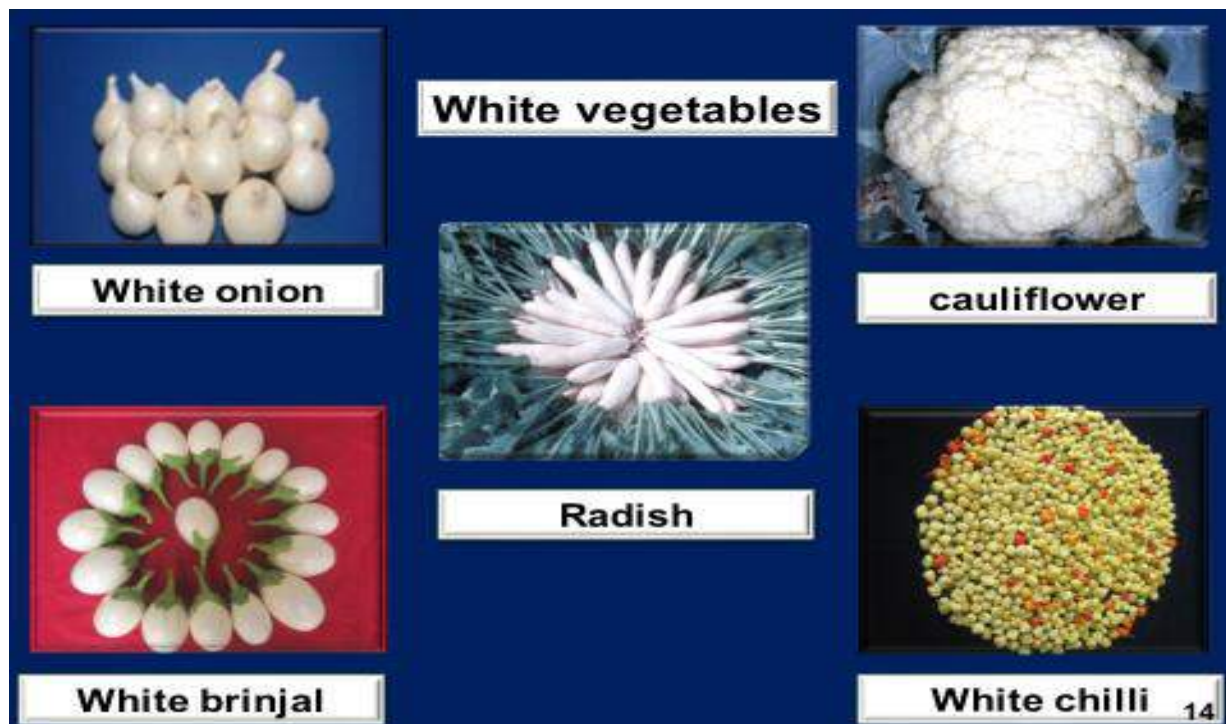 White vegetables
White onion
cauliflower
Radish
White brinjal
White chilli
14